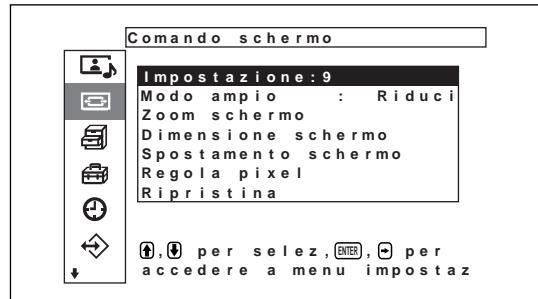 Comando schermo
Impostazione:9
Modo ampio : Riduci
Zoom schermo
Dimensione schermo
Spostamento schermo
Regola pixel
Ripristina
, per selez, ENTER, per
accedere a menu impostaz